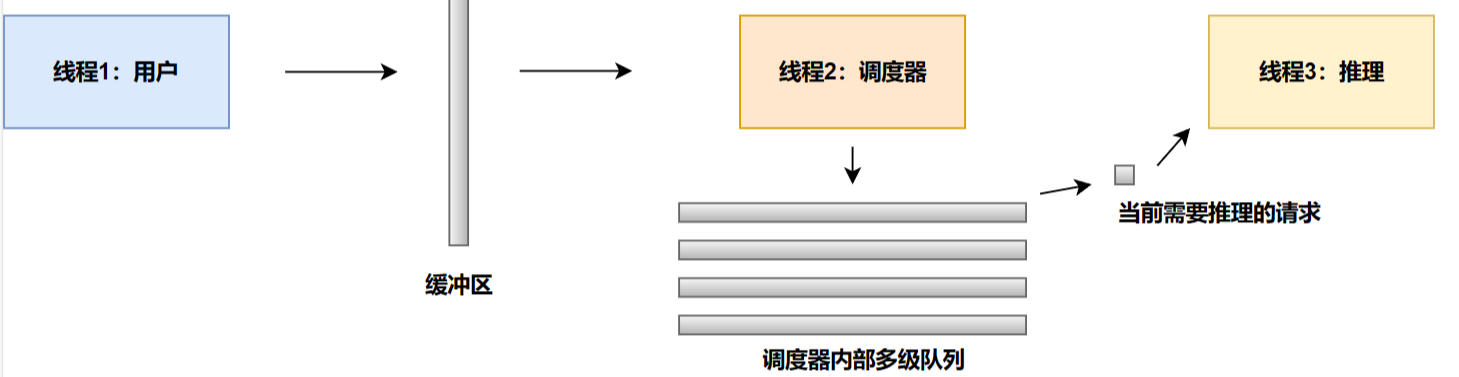 线程1：用户
线程2：调度器
线程3：推理
当前需要推理的请求
缓冲区
调度器内部多级队列